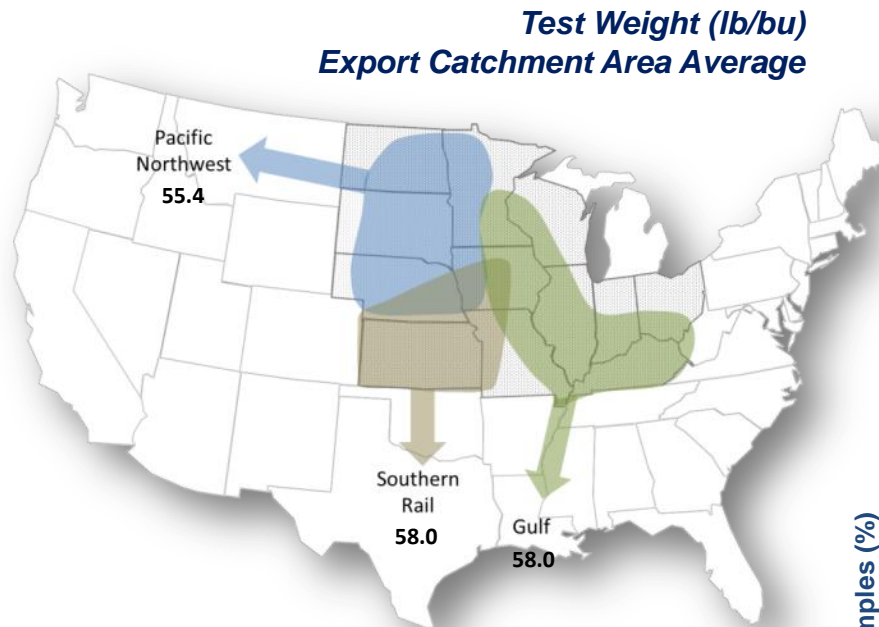 Test Weight (lb/bu)
Export Catchment Area Average
Pacific
Northwest
55.4
Southern
Rail
58.0
Gulf
58.0